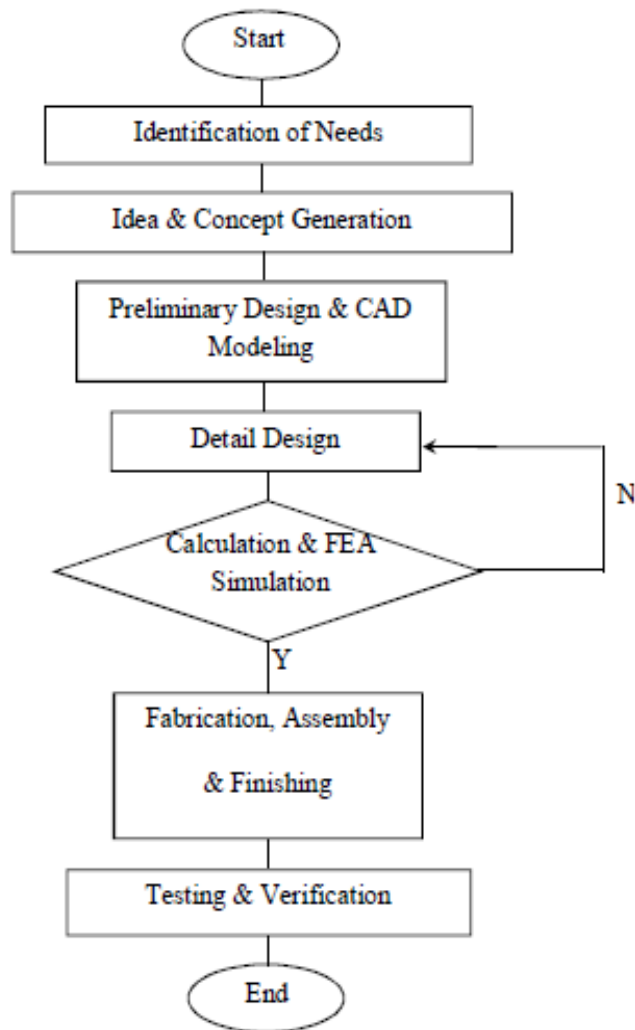 Start
Identification of Needs
Idea & Concept Generation
Preliminary Design & CAD
Modeling
Detail Design
N
Calculation & FEA
Simulation
Y
Fabrication, Assembly
& Finishing
Testing & Verification
End